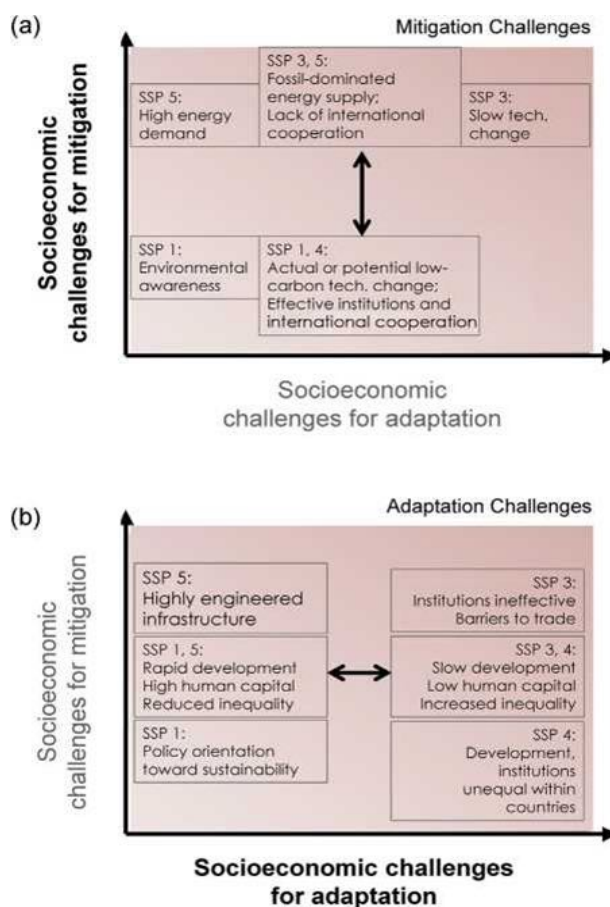 (a)
Mitigation Challenges
Socioeconomic
challenges for mitigation
SSP 5:
High energy
demand
SSP 3, 5:
Fossil-dominated
energy supply;
Lack of international
cooperation
SSP 3:
Slow tech.
change
SSP 1:
Environmental
awareness
SSP 1, 4:
Actual or potential low-
carbon tech. change;
Effective institutions and
international cooperation
Socioeconomic
challenges for adaptation
(b)
Adaptation Challenges
Socioeconomic
challenges for mitigation
SSP 5:
Highly engineered
infrastructure
SSP 1, 5:
Rapid development
High human capital
Reduced inequality
SSP 1:
Policy orientation
toward sustainability
SSP 3:
Institutions ineffective
Barriers to trade
SSP 3, 4:
Slow development
Low human capital
Increased inequality
SSP 4:
Development,
institutions
unequal within
countries
Socioeconomic challenges
for adaptation